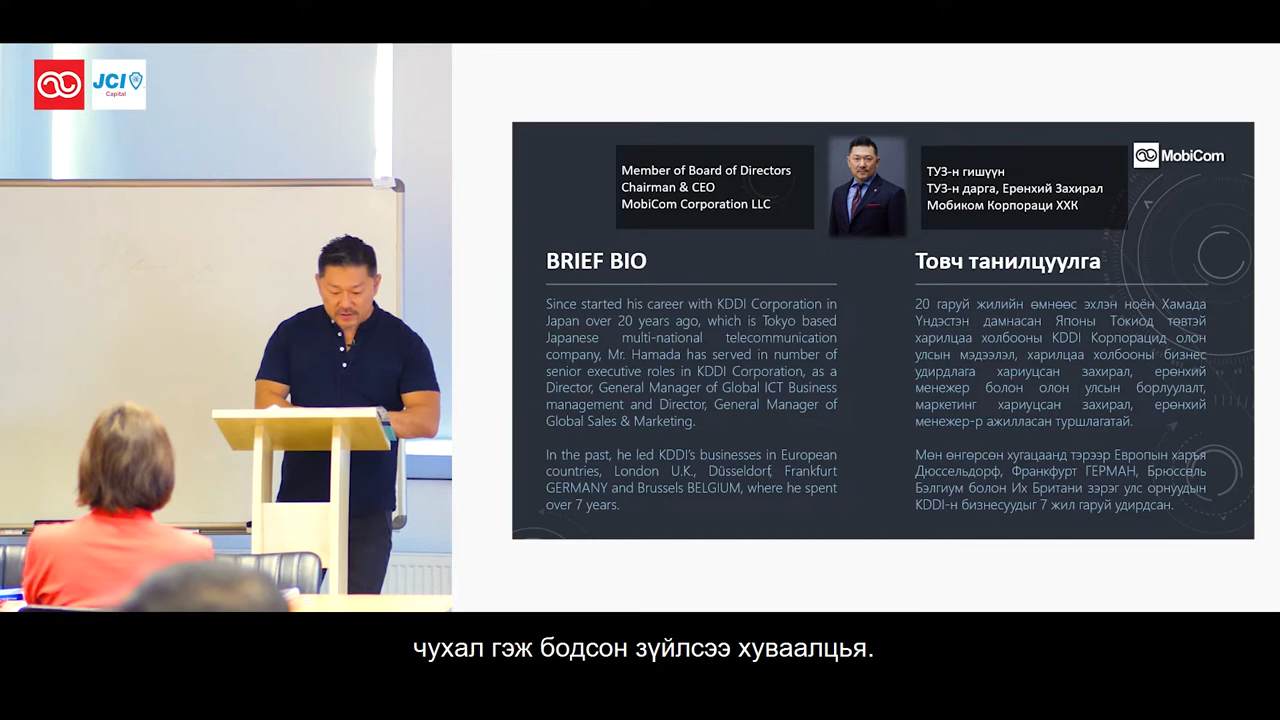 JCI
Capital
Member of Board of Directors
Chairman & CEO
MobiCom Corporation LLC
ТУЗ-н гишүүн
ТУЗ-н дарга, Ерөнхий Захирал
Мобиком Корпораци ХХК
MobiCom
BRIEF BIO
Since started his career with KDDI Corporation in
Japan over 20 years ago, which is Tokyo based
Japanese multi-national telecommunication
company, Mr. Hamada has served in number of
senior executive roles in KDDI Corporation, as a
Director, General Manager of Global ICT Business
management and Director, General Manager of
Global Sales & Marketing.
In the past, he led KDDI's businesses in European
countries, London U.K., Düsseldorf, Frankfurt
GERMANY and Brussels BELGIUM, where he spent
over 7 years.
Товч танилцуулга
20 гаруй жилийн өмнөөс эхлэн ноён Хамада
Үндэстэн дамнасан Японы Токиод төвтэй
харилцаа холбооны KDDI Корпорацид олон
улсын мэдээлэл, харилцаа холбооны бизнес
удирдлага хариуцсан захирал, ерөнхий
менежер болон олон улсын борлуулалт,
маркетинг хариуцсан захирал, ерөнхий
менежер-р ажилласан туршлагатай.
Мөн өнгөрсөн хугацаанд тэрээр Европын харъя
Дюссельдорф, Франкфурт ГЕРМАН, Брюссель
Бэлгиум болон Их Британи зэрэг улс орнуудын
KDDI-н бизнесуудыг 7 жил гаруй удирдсан.
чухал гэж бодсон зүйлсээ хуваалцья.